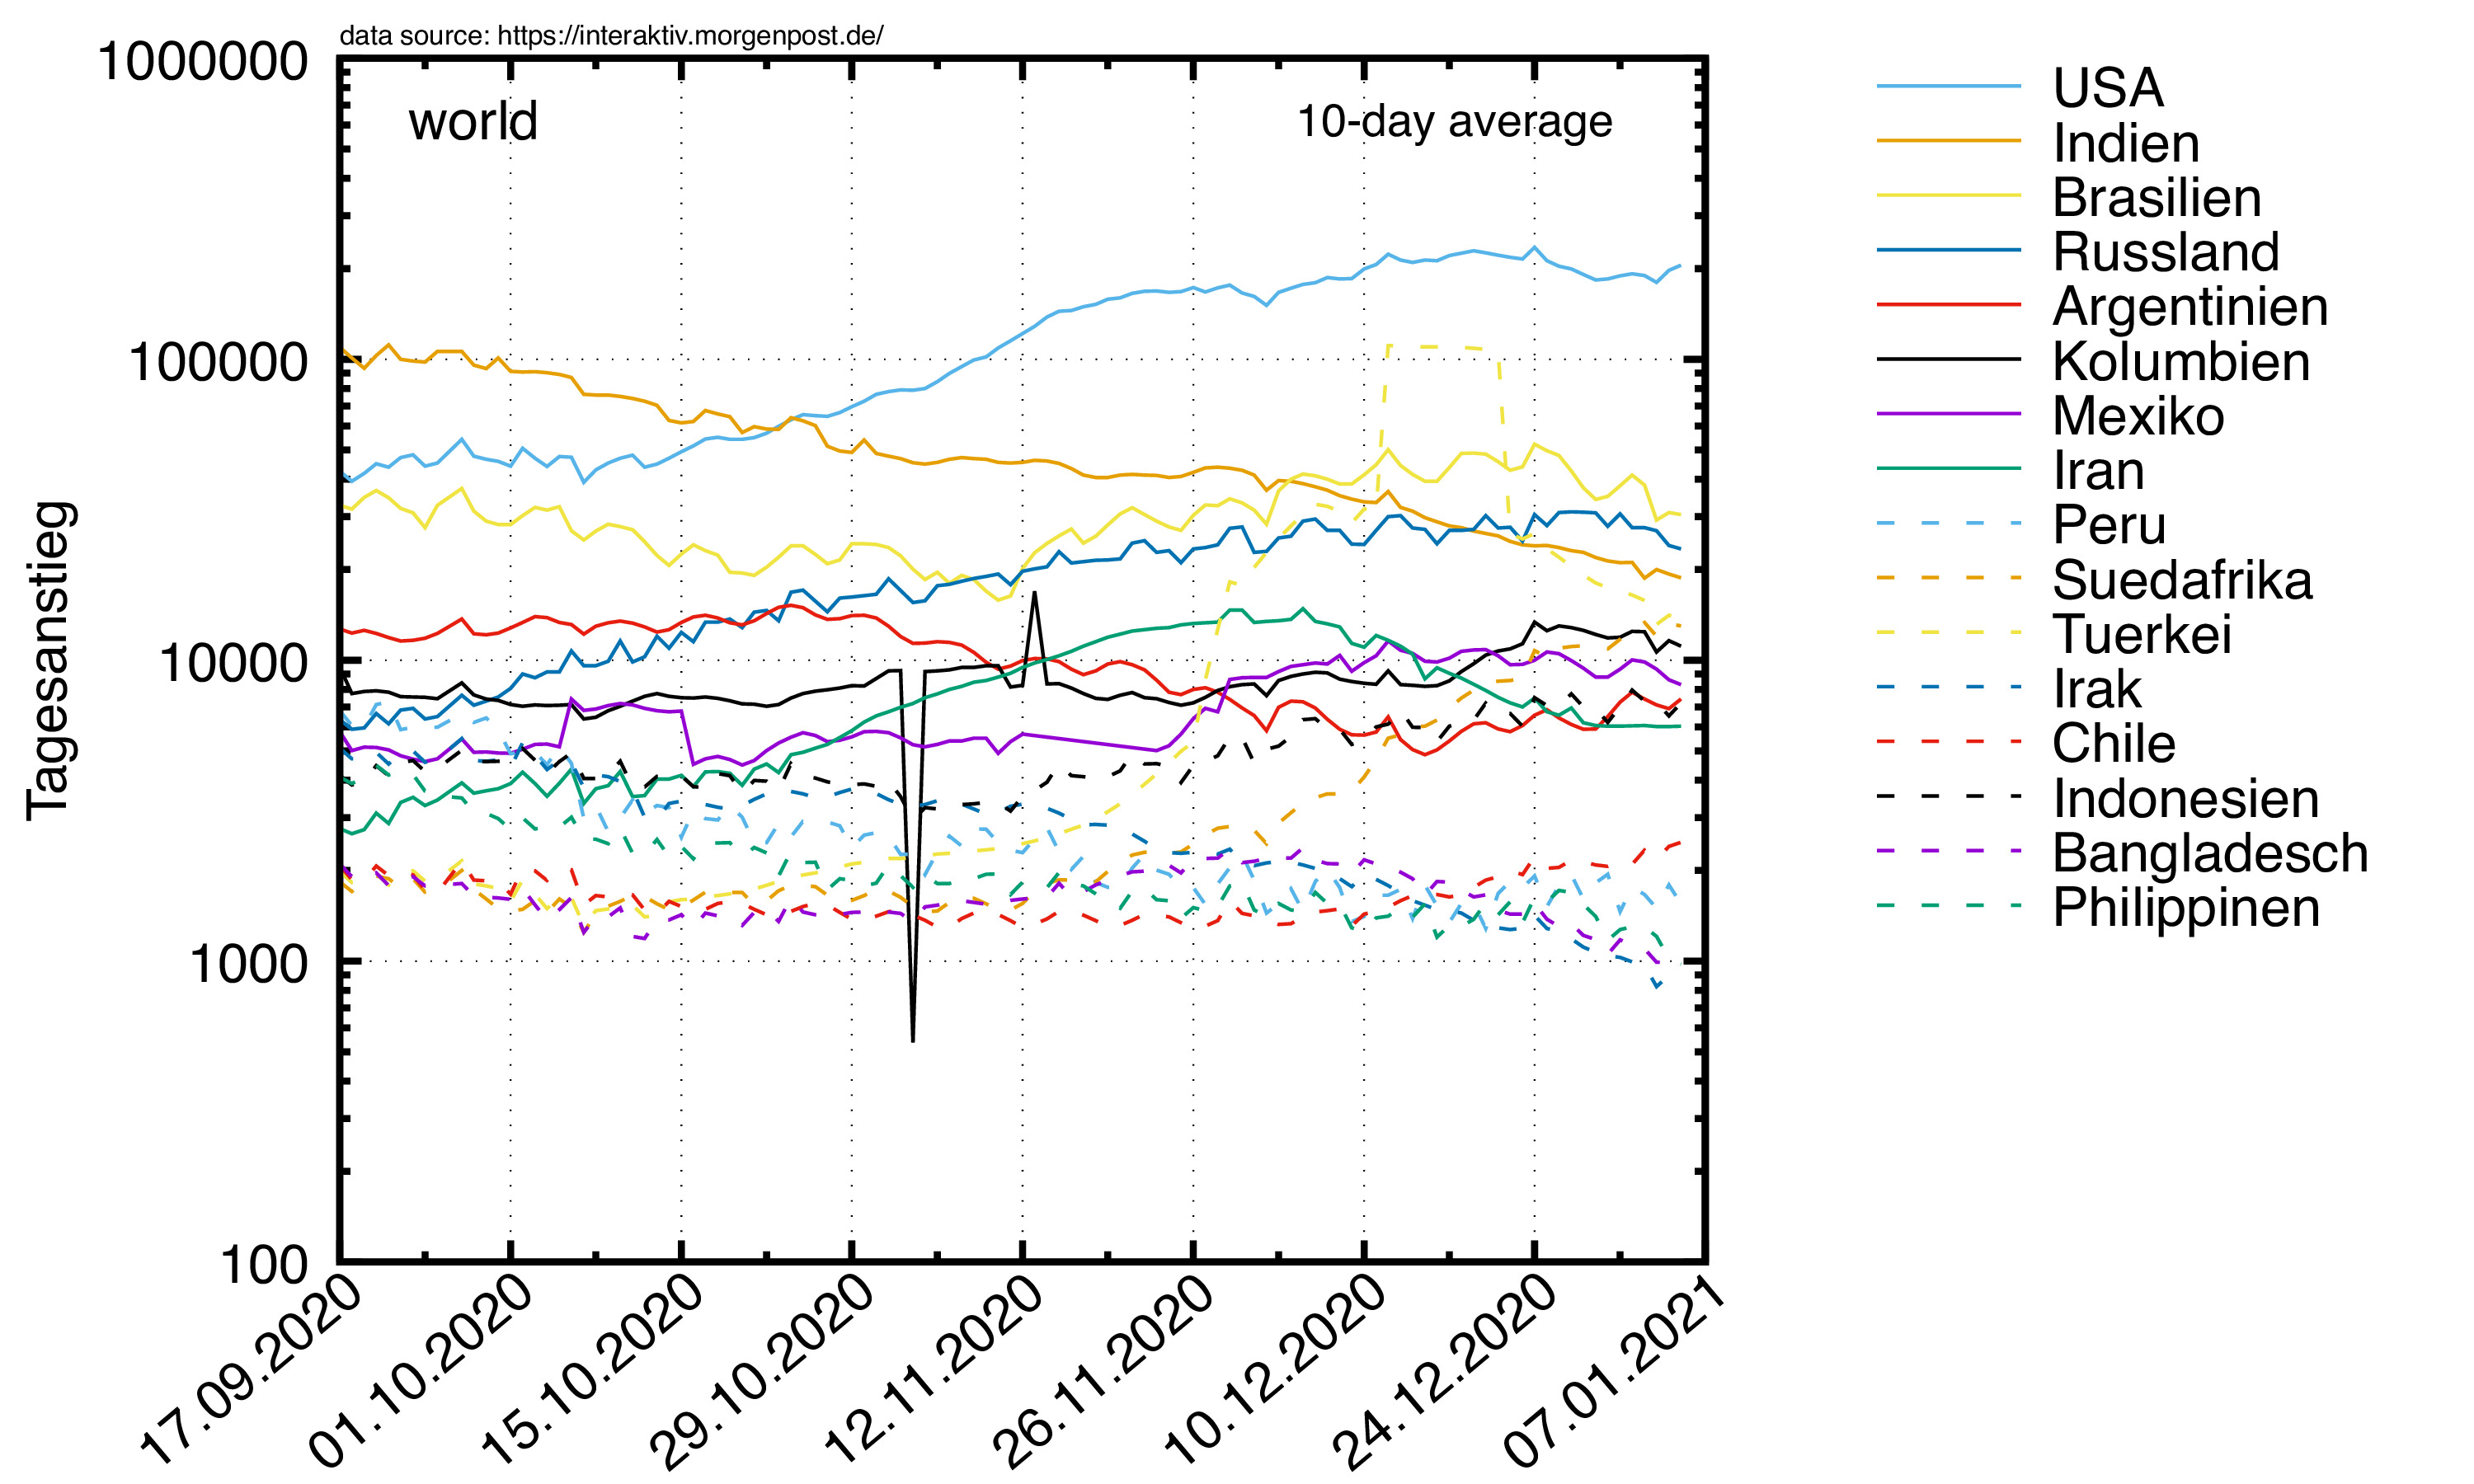 data source: https://interaktiv.morgenpost.de/
1000000
100000
10000
1000
100
Tagesanstieg
world
10-day average
17.09.2020
01.10.2020
15.10.2020
29.10.2020
12.11.2020
26.11.2020
10.12.2020
24.12.2020
07.01.2021
USA
Indien
Brasilien
Russland
Argentinien
Kolumbien
Mexiko
Iran
Peru
Suedafrika
Tuerkei
Irak
Chile
Indonesien
Bangladesch
Philippinen